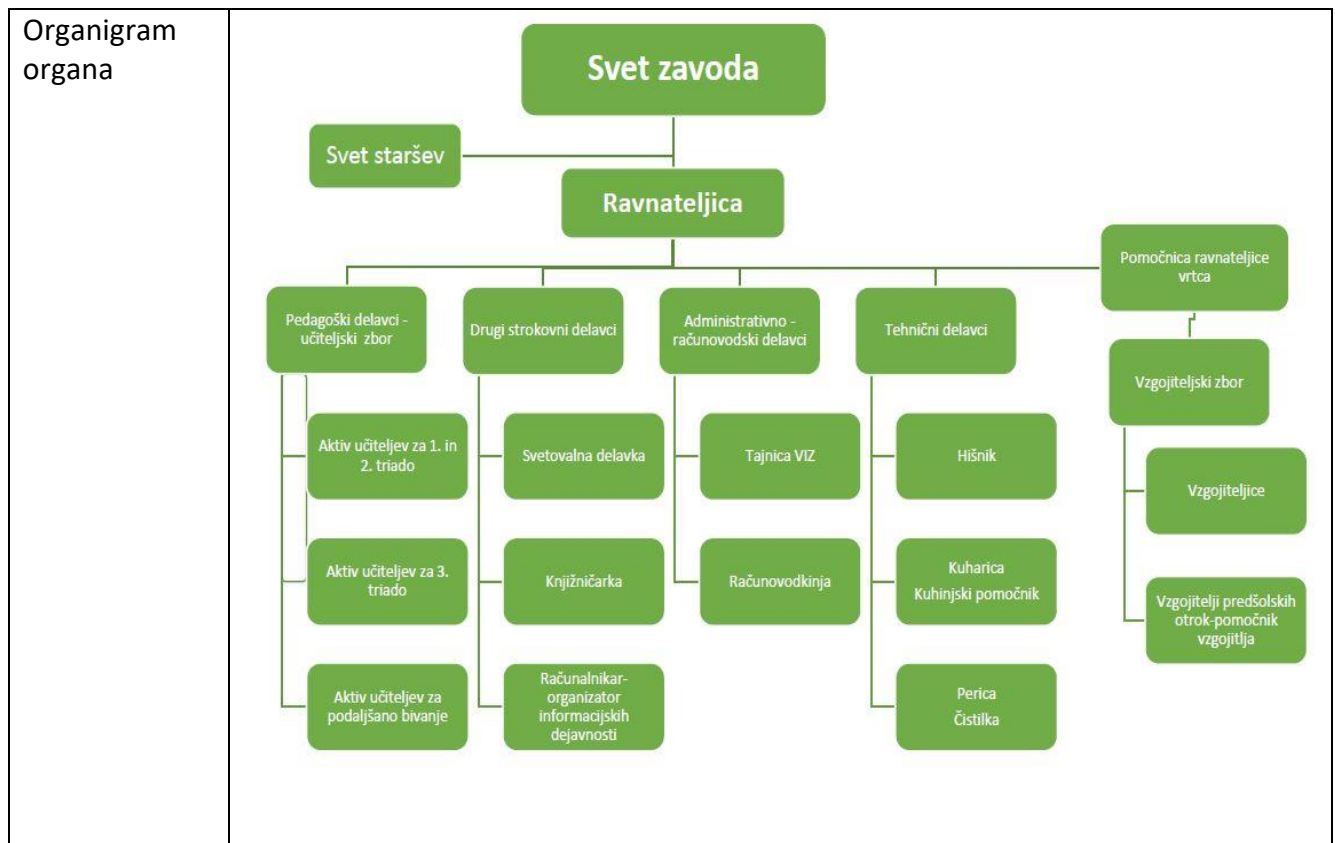 Organigram
organa
Svet zavoda
Svet staršev
Ravnateljica
Pomočnica ravnateljice
vrtca
Pedagoški delavci -
učiteljski zbor
Drugi strokovni delavci
Administrativno -
računovodski delavci
Tehnični delavci
Vzgojiteljski zbor
Aktiv učiteljev za 1. in
2. triado
Svetovalna delavka
Tajnica VIZ
Hišnik
Vzgojiteljice
Aktiv učiteljev za 3.
triado
Knjižničarka
Računovodkinja
Kuharica
Kuhinjski pomočnik
Vzgojitelji predšolskih
otrok-pomočnik
vzgojitlja
Aktiv učiteljev za
podaljšano bivanje
Računalnikar-
organizator
informacijskih
dejavnosti
Perica
Čistilka